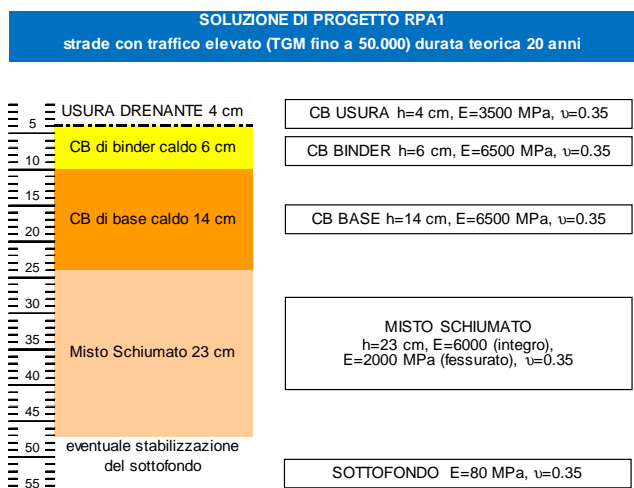 SOLUZIONE DI PROGETTO RPA1
strade con traffico elevato (TGM fino a 50.000) durata teorica 20 anni
USURA DRENANTE 4 cm
CB USURA h=4 cm, E=3500 MPa, υ=0.35
5
CB di binder caldo 6 cm
CB BINDER h=6 cm, E=6500 MPa, υ=0.35
10
15
CB di base caldo 14 cm
CB BASE h=14 cm, E=6500 MPa, υ=0.35
20
25
30
MISTO SCHIUMATO
h=23 cm, E=6000 (integro),
E=2000 MPa (fessurato), υ=0.35
35
Misto Schiumato 23 cm
40
45
50
eventuale stabilizzazione
del sottofondo
SOTTOFONDO E=80 MPa, υ=0.35
55